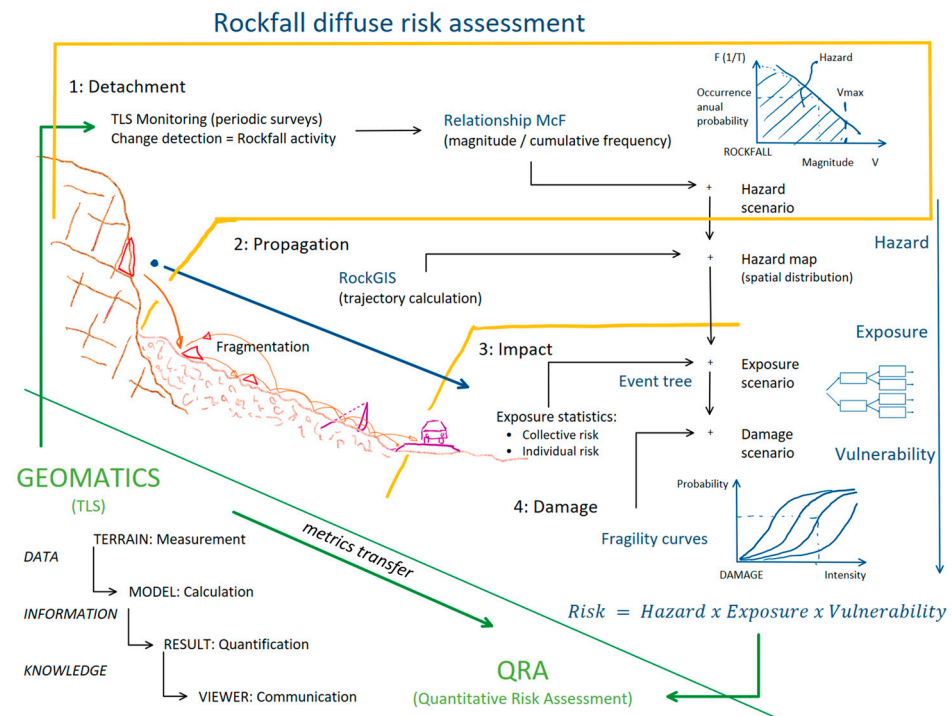 Rockfall diffuse risk assessment
1: Detachment
TLS Monitoring (periodic surveys)
Change detection = Rockfall activity
Relationship McF
(magnitude / cumulative frequency)
F (1/T)
Hazard
Occurrence
anual
probability
Vmax
ROCKFALL
Magnitude
V
+
Hazard
scenario
2: Propagation
RockGIS
(trajectory calculation)
+
Hazard map
(spatial distribution)
Hazard
Fragmentation
3: Impact
Event tree
+
Exposure
scenario
Exposure
Exposure statistics:
• Collective risk
• Individual risk
+
Damage
scenario
Vulnerability
4: Damage
Fragility curves
Probability
DAMAGE
Intensity
Risk = Hazard x Exposure x Vulnerability
GEOMATICS
(TLS)
metrics transfer
TERRAIN: Measurement
DATA
MODEL: Calculation
INFORMATION
RESULT: Quantification
KNOWLEDGE
VIEWER: Communication
QRA
(Quantitative Risk Assessment)